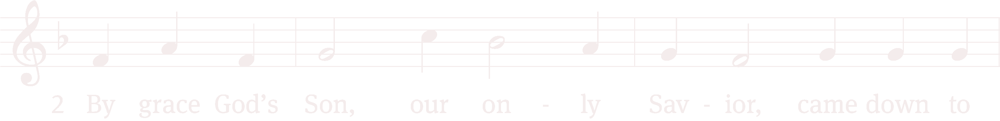 2 By grace God’s Son, our on - ly Sav - ior, came down to